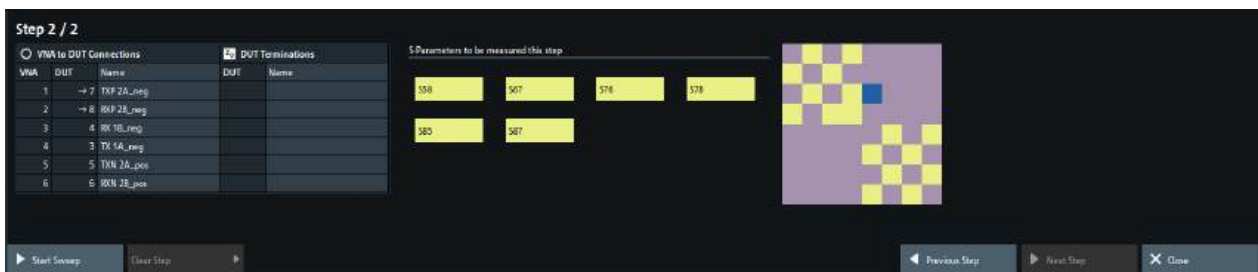 Step 2 / 2
VNA to DUT Connections
DUT Terminations
VNA DUT Name
DUT Name
1 → 7 TXP 2A_neg
2 → 8 RXP 2B_neg
3 4 RX 1B_neg
4 3 TX 1A_neg
5 5 TXN 2A_pos
6 6 RXN 2B_pos
S-Parameters to be measured this step
S58 S67 S76 S78
S85 S87
Start Sweep Clear Step Previous Step Next Step Close